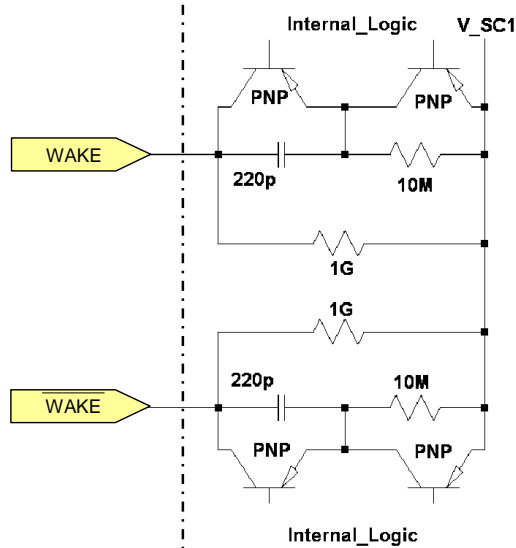 Internal_Logic V_SC1
PNP PNP
WAKE
220p 10M
1G
1G
220p 10M
WAKE
PNP PNP
Internal_Logic